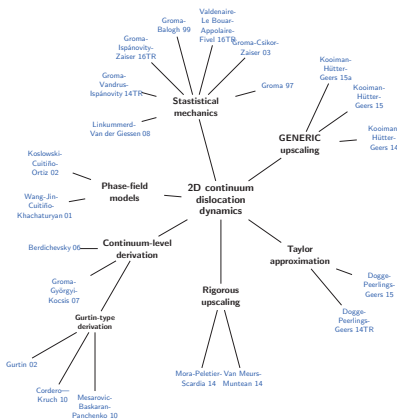 Valdenaire-
Le Bouar-
Appolaire-
Fivel 16TR
Groma-
Balogh 99
Groma-
Ispánovity-
Zaiser 16TR
Groma-Csikor-
Zaiser 03
Groma-
Vandrus-
Ispánovity 14TR
Groma 97
Stastistical
mechanics
Linkummerd-
Van der Giessen 08
Kooiman-
Hütter-
Geers 15a
Kooiman-
Hütter-
Geers 15
Kooiman-
Hütter-
Geers 14
GENERIC
upscaling
Koslowski-
Cuitiño-
Ortiz 02
Phase-field
models
Wang-Jin-
Cuitiño-
Khachaturyan 01
2D continuum
dislocation
dynamics
Berdichevsky 06
Continuum-level
derivation
Taylor
approximation
Groma-
Györgyi-
Kocsis 07
Rigorous
upscaling
Dogge-
Peerlings-
Geers 15
Gurtin-type
derivation
Dogge-
Peerlings-
Geers 14TR
Gurtin 02
Cordero—
Kruch 10
Mesarovic-
Baskaran-
Panchenko 10
Mora-Peletier-
Scardia 14
Van Meurs-
Muntean 14